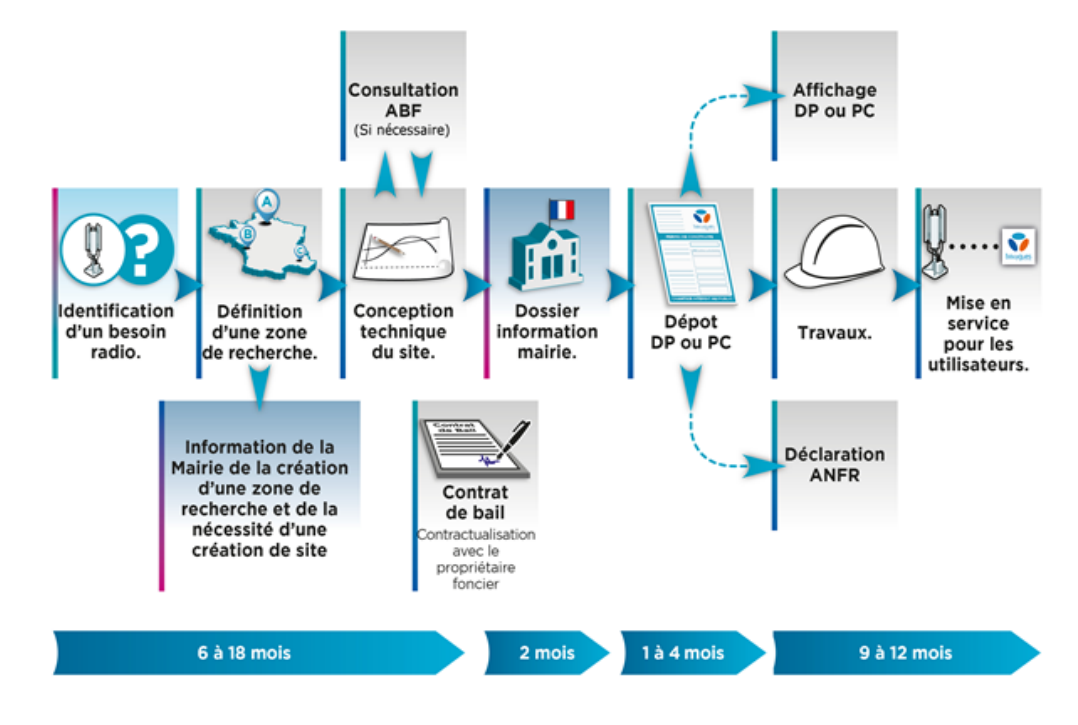 Consultation
ABF
(Si nécessaire)
Affichage
DP ou PC
A
B
C
bouygues
Identification
d'un besoin
radio.
Définition
d'une zone
de recherche.
Conception
technique
du site.
Dossier
information
mairie.
Dépot
DP ou PC
Travaux.
Mise en
service
pour les
utilisateurs.
Information de la
Mairie de la création
d'une zone de
recherche et de la
nécessité d'une
création de site
Contrat
de Bail
Contrat
de bail
Contractualisation
avec le
propriétaire
foncier
Déclaration
ANFR
6 à 18 mois
2 mois
1 à 4 mois
9 à 12 mois